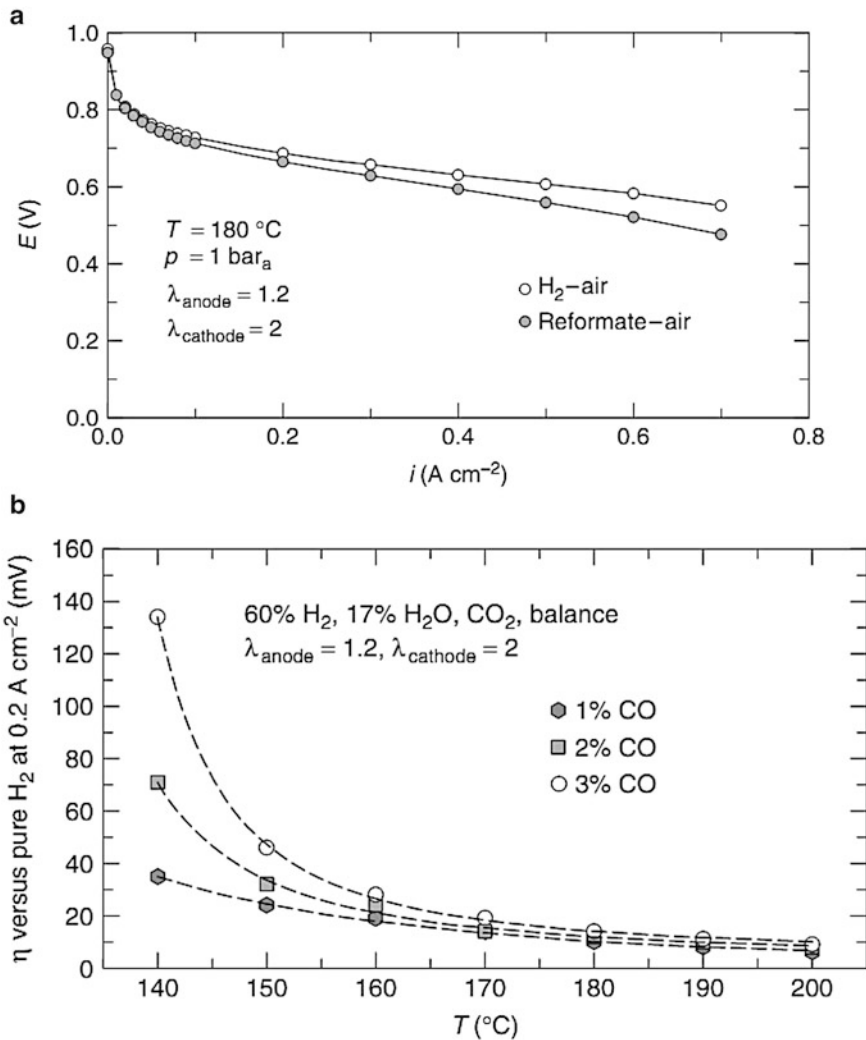 a
1.0
0.8
0.6
0.4
0.2
0.0
E (V)
T = 180 °C
p = 1 barₐ
λanode = 1.2
λcathode = 2
H₂–air
Reformate–air
0.0 0.2 0.4 0.6 0.8
i (A cm⁻²)
b
160
140
120
100
80
60
40
20
0
η versus pure H₂ at 0.2 A cm⁻² (mV)
60% H₂, 17% H₂O, CO₂, balance
λanode = 1.2, λcathode = 2
1% CO
2% CO
3% CO
140 150 160 170 180 190 200
T (°C)